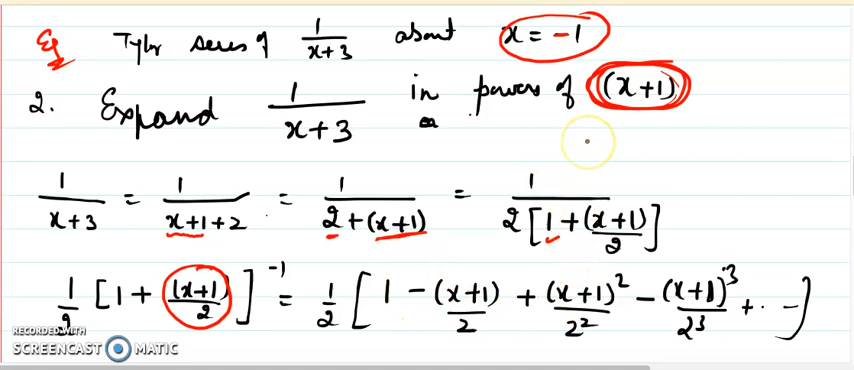 Eg Tylor series of 1/(x+3) about x = -1
2. Expand 1/(x+3) in powers of (x+1)
1/(x+3) = 1/(x+1+2) = 1/(2+(x+1)) = 1/(2[1+(x+1)/2])
1/2 [1+(x+1)/2]^-1 = 1/2 [1-(x+1)/2+(x+1)^2/2^2-(x+1)^3/2^3+...-]
RECORDED WITH
SCREENCAST MATIC